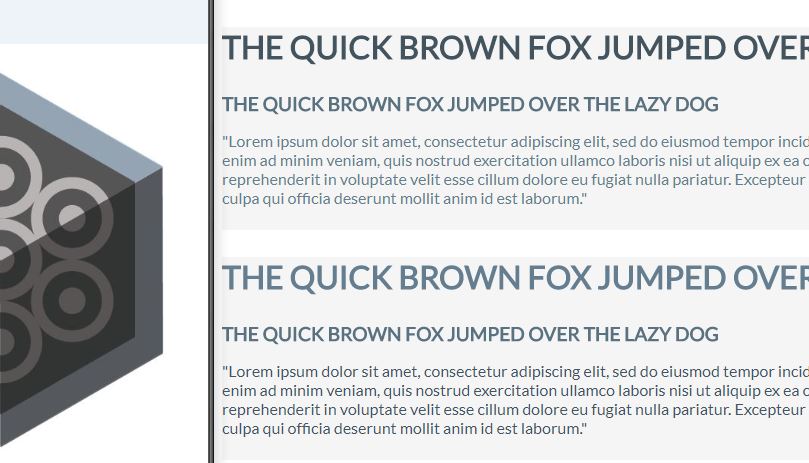 THE QUICK BROWN FOX JUMPED OVER
THE QUICK BROWN FOX JUMPED OVER THE LAZY DOG
"Lorem ipsum dolor sit amet, consectetur adipiscing elit, sed do eiusmod tempor incid
enim ad minim veniam, quis nostrud exercitation ullamco laboris nisi ut aliquip ex ea c
reprehenderit in voluptate velit esse cillum dolore eu fugiat nulla pariatur. Excepteur
culpa qui officia deserunt mollit anim id est laborum."
THE QUICK BROWN FOX JUMPED OVER
THE QUICK BROWN FOX JUMPED OVER THE LAZY DOG
"Lorem ipsum dolor sit amet, consectetur adipiscing elit, sed do eiusmod tempor incid
enim ad minim veniam, quis nostrud exercitation ullamco laboris nisi ut aliquip ex ea c
reprehenderit in voluptate velit esse cillum dolore eu fugiat nulla pariatur. Excepteur
culpa qui officia deserunt mollit anim id est laborum."